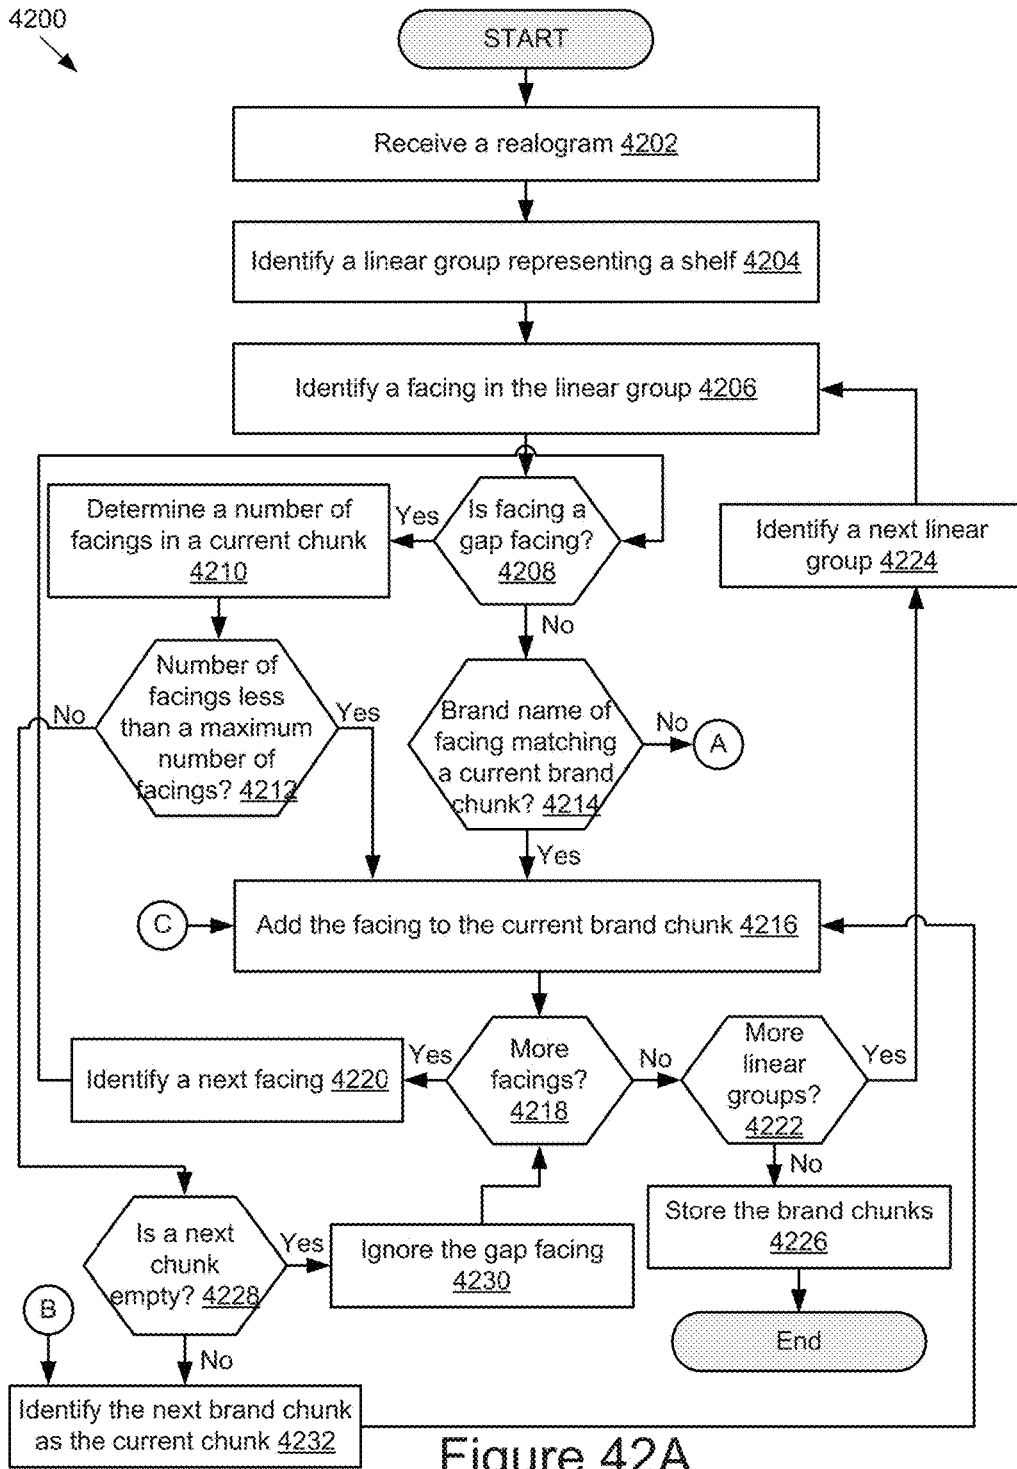 4200
START
Receive a realogram 4202
Identify a linear group representing a shelf 4204
Identify a facing in the linear group 4206
Determine a number of
facings in a current chunk
4210
Yes
Is facing a
gap facing?
4208
Identify a next linear
group 4224
No
Number of
facings less
than a maximum
number of
facings? 4212
No
Yes
Brand name of
facing matching
a current brand
chunk? 4214
No
A
Yes
C
Add the facing to the current brand chunk 4216
Identify a next facing 4220
Yes
More
facings?
4218
No
More
linear
groups?
4222
Yes
No
Is a next
chunk
empty? 4228
Yes
Ignore the gap facing
4230
Store the brand chunks
4226
B
No
End
Identify the next brand chunk
as the current chunk 4232
Figure 42A